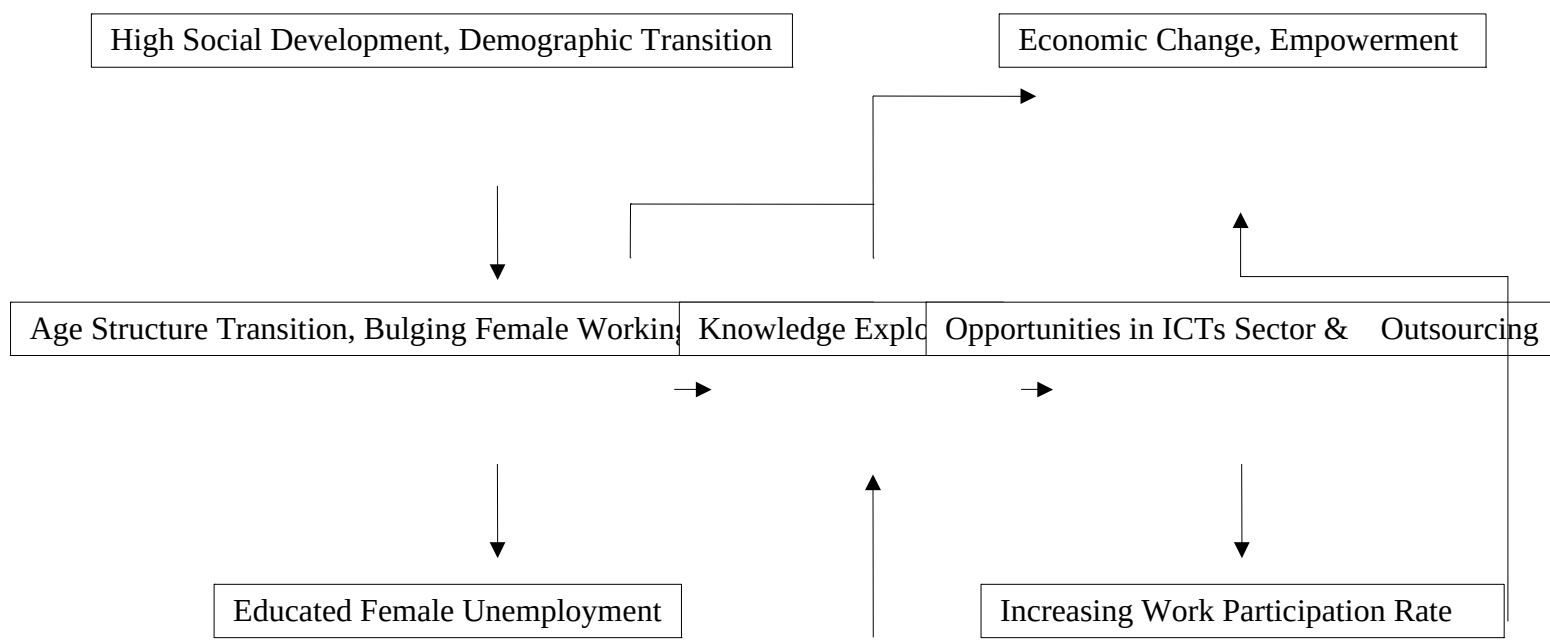 High Social Development, Demographic Transition
Economic Change, Empowerment
Age Structure Transition, Bulging Female Working
Knowledge Explo
Opportunities in ICTs Sector & Outsourcing
Educated Female Unemployment
Increasing Work Participation Rate